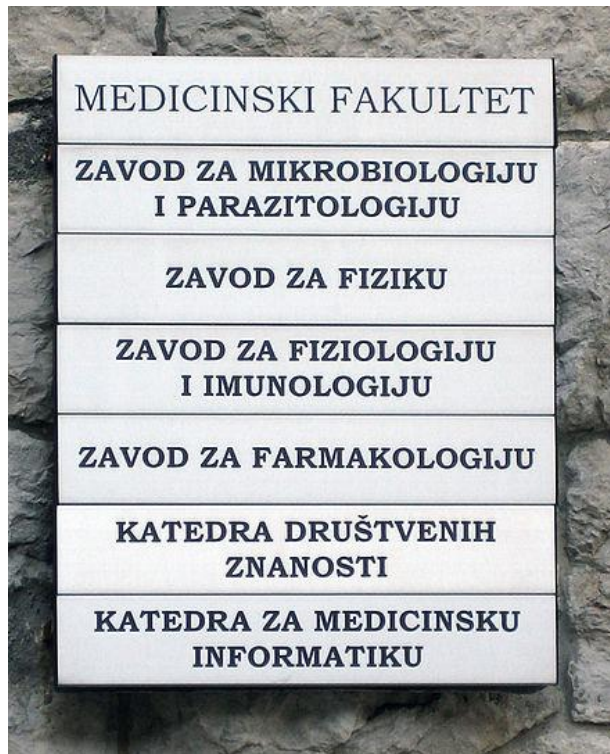 MEDICINSKI FAKULTET
ZAVOD ZA MIKROBIOLOGIJU
I PARAZITOLOGIJU
ZAVOD ZA FIZIKU
ZAVOD ZA FIZIOLOGIJU
I IMUNOLOGIJU
ZAVOD ZA FARMAKOLOGIJU
KATEDRA DRUŠTVENIH
ZNANOSTI
KATEDRA ZA MEDICINSKU
INFORMATIKU